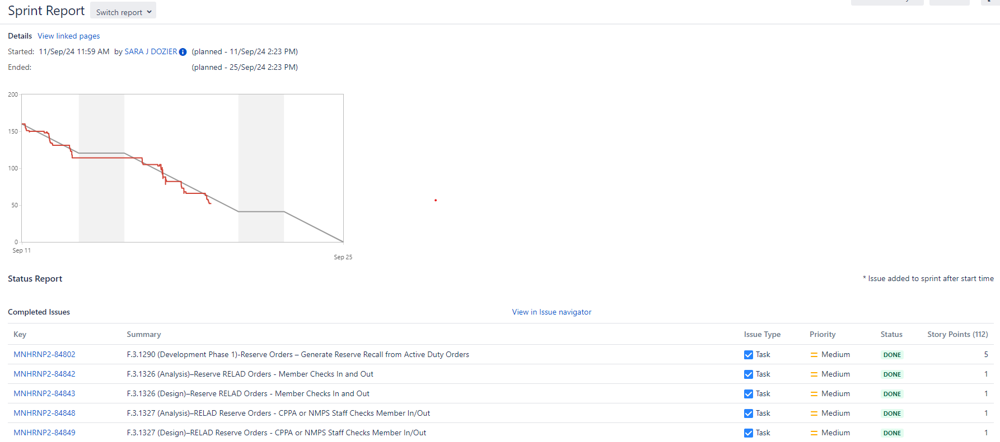 Sprint Report Switch report
Details View linked pages
Started: 11/Sep/24 11:59 AM by SARA J DOZIER (planned - 11/Sep/24 2:23 PM)
Ended: (planned - 25/Sep/24 2:23 PM)
200
150
100
50
0
Sep 11
Sep 25
Status Report * Issue added to sprint after start time
Completed Issues View in Issue navigator
Key Summary Issue Type Priority Status Story Points (112)
MNHRNP2-84802 F.3.1290 (Development Phase 1)-Reserve Orders – Generate Reserve Recall from Active Duty Orders Task Medium DONE 5
MNHRNP2-84842 F.3.1326 (Analysis)–Reserve RELAD Orders - Member Checks In and Out Task Medium DONE 1
MNHRNP2-84843 F.3.1326 (Design)–Reserve RELAD Orders - Member Checks In and Out Task Medium DONE 1
MNHRNP2-84848 F.3.1327 (Analysis)–RELAD Reserve Orders - CPPA or NMPS Staff Checks Member In/Out Task Medium DONE 1
MNHRNP2-84849 F.3.1327 (Design)–RELAD Reserve Orders - CPPA or NMPS Staff Checks Member In/Out Task Medium DONE 1